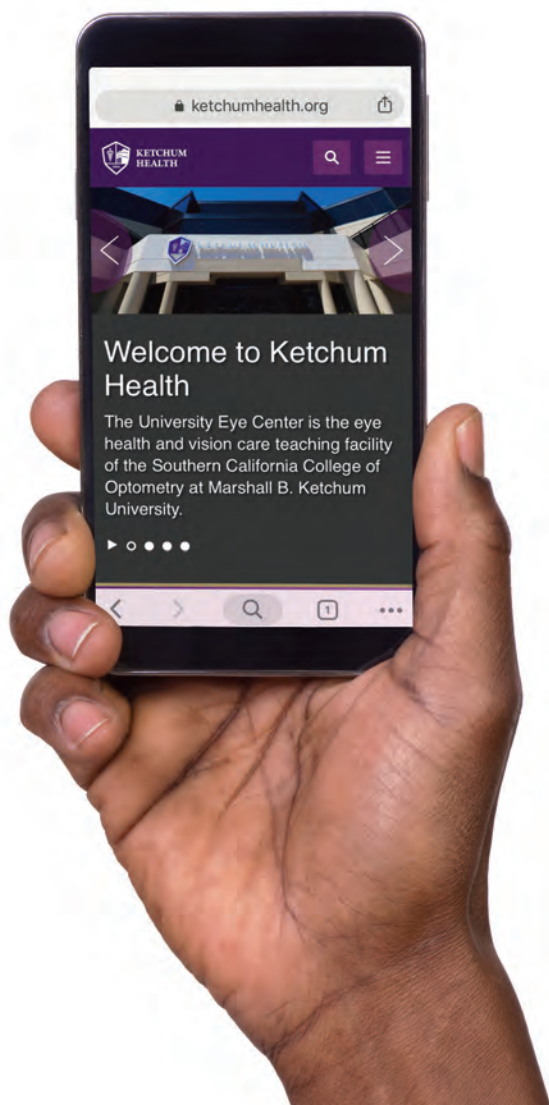 ketchumhealth.org
KETCHUM
HEALTH
Welcome to Ketchum
Health
The University Eye Center is the eye
health and vision care teaching facility
of the Southern California College of
Optometry at Marshall B. Ketchum
University.
1